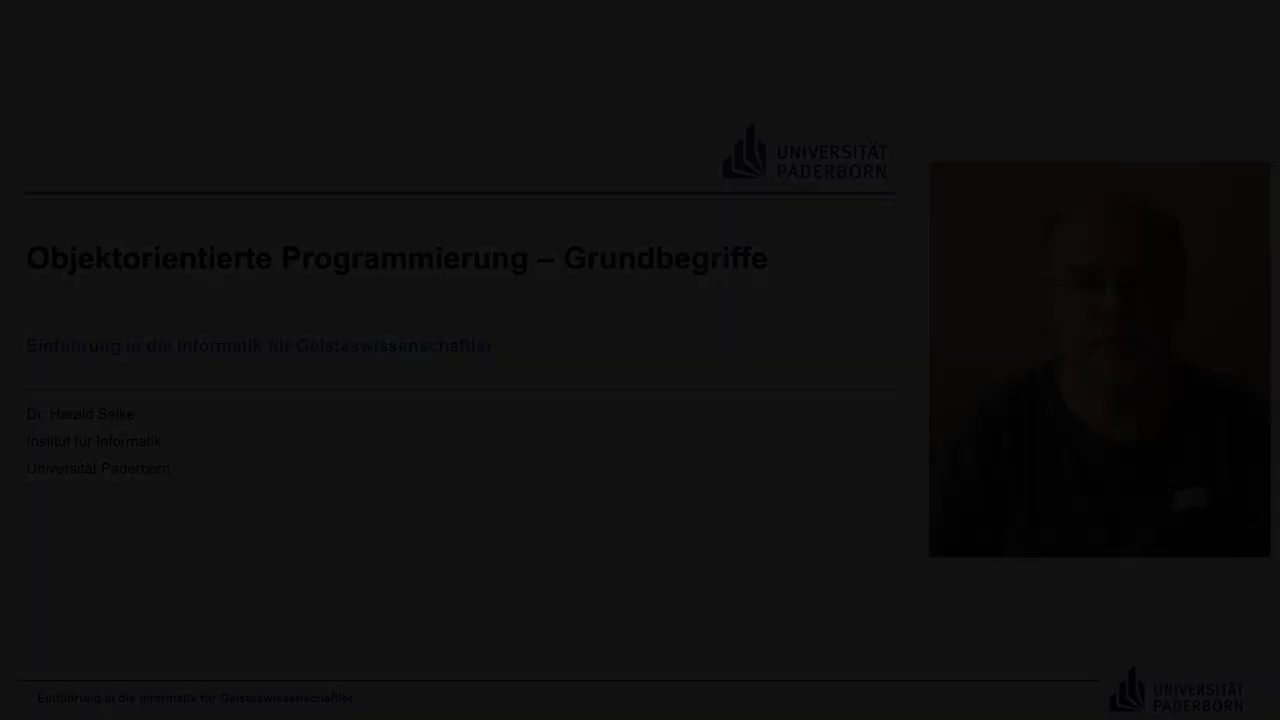 UNIVERSITÄT
PADERBORN
Objektorientierte Programmierung – Grundbegriffe
Einführung in die Informatik für Geisteswissenschaftler
Dr. Harald Selke
Institut für Informatik
Universität Paderborn
Einführung in die Informatik für Geisteswissenschaftler
UNIVERSITÄT
PADERBORN